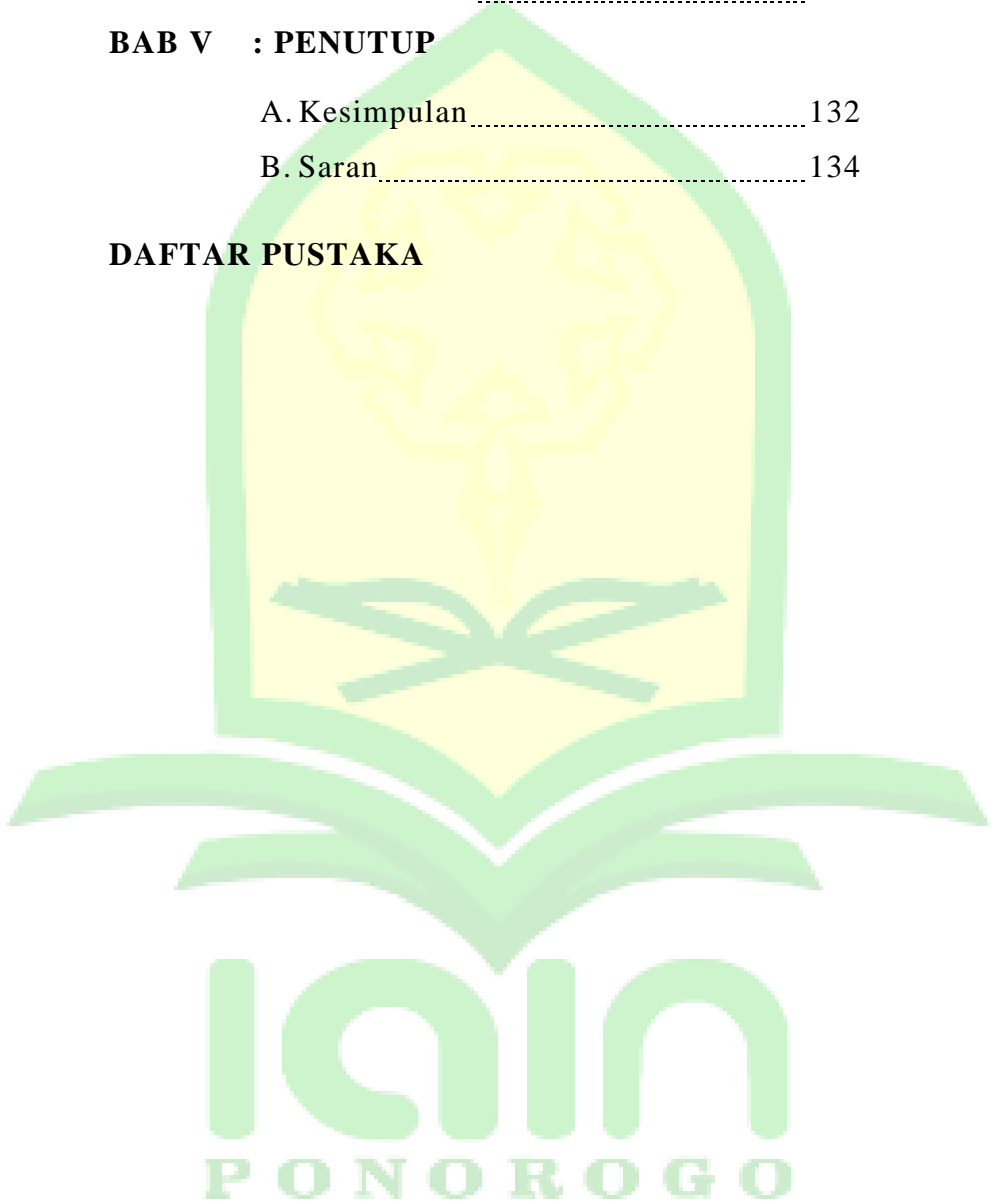 BAB V : PENUTUP
A. Kesimpulan 132
B. Saran 134
DAFTAR PUSTAKA
iain
PONOROGO